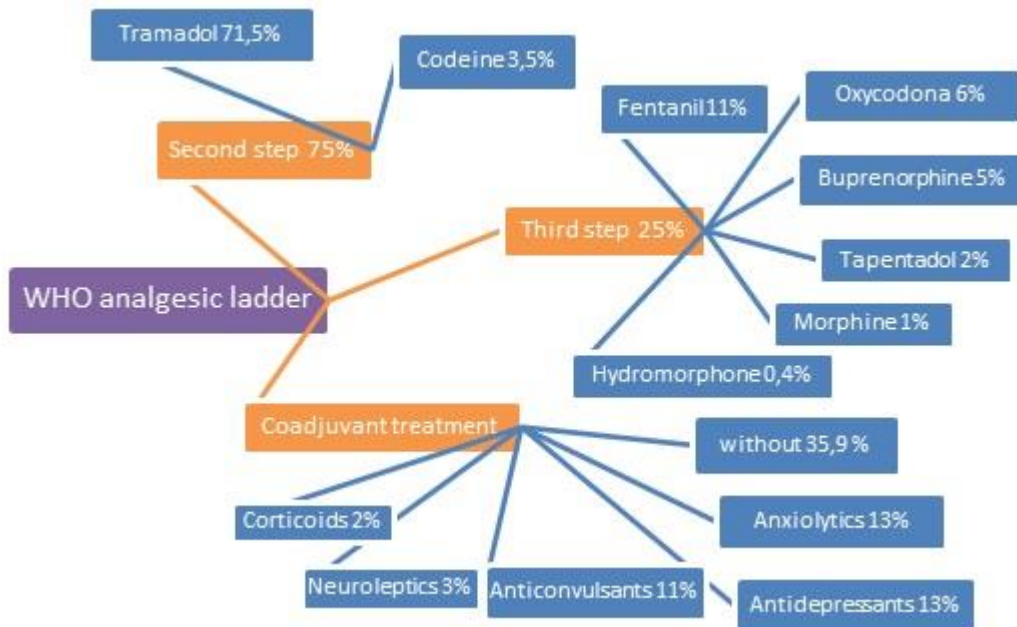 Tramadol 71,5%
Codeine 3,5%
Fentanil 11%
Oxycodona 6%
Second step 75%
Buprenorphine 5%
Third step 25%
Tapentadol 2%
WHO analgesic ladder
Morphine 1%
Hydromorphone 0,4%
Coadjuvant treatment
without 35,9 %
Corticoids 2%
Anxiolytics 13%
Neuroleptics 3%
Anticonvulsants 11%
Antidepressants 13%